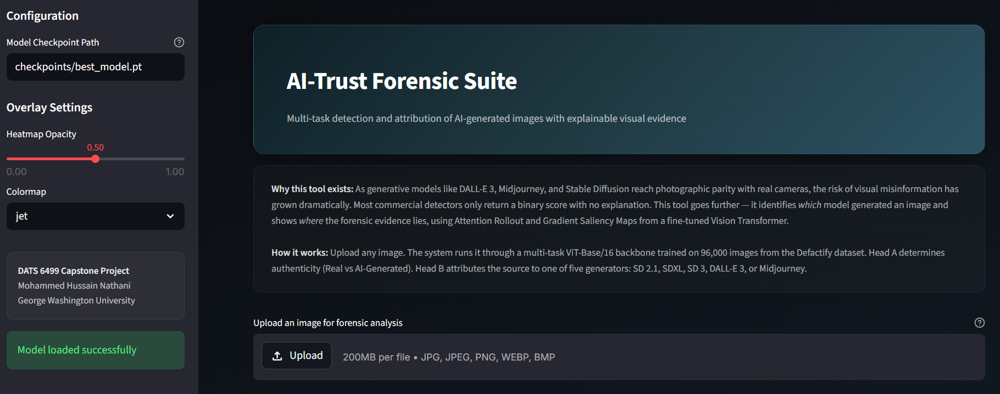 Configuration
Model Checkpoint Path
checkpoints/best_model.pt
Overlay Settings
Heatmap Opacity
0.50
0.00 1.00
Colormap
jet
DATS 6499 Capstone Project
Mohammed Hussain Nathani
George Washington University
Model loaded successfully
AI-Trust Forensic Suite
Multi-task detection and attribution of AI-generated images with explainable visual evidence
Why this tool exists: As generative models like DALL-E 3, Midjourney, and Stable Diffusion reach photographic parity with real cameras, the risk of visual misinformation has
grown dramatically. Most commercial detectors only return a binary score with no explanation. This tool goes further — it identifies which model generated an image and
shows where the forensic evidence lies, using Attention Rollout and Gradient Saliency Maps from a fine-tuned Vision Transformer.
How it works: Upload any image. The system runs it through a multi-task ViT-Base/16 backbone trained on 96,000 images from the Defactify dataset. Head A determines
authenticity (Real vs AI-Generated). Head B attributes the source to one of five generators: SD 2.1, SDXL, SD 3, DALL-E 3, or Midjourney.
Upload an image for forensic analysis
Upload 200MB per file • JPG, JPEG, PNG, WEBP, BMP